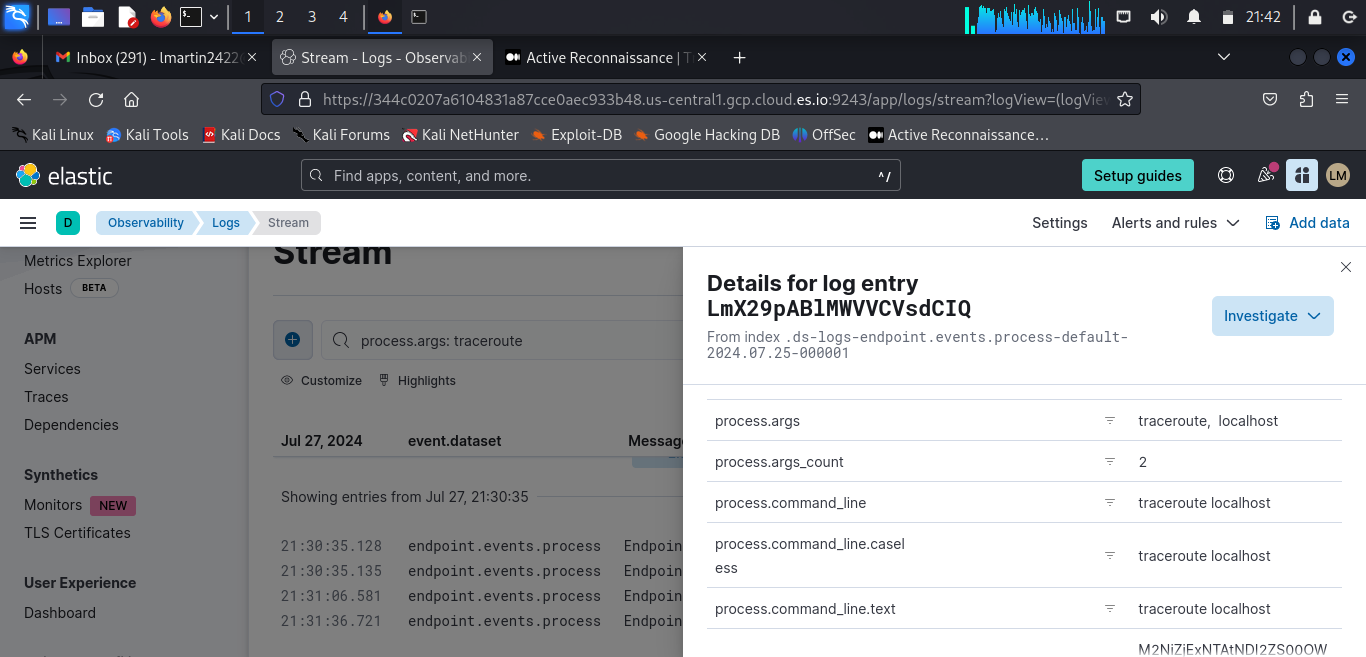 1 2 3 4 21:42
Inbox (291) - lmartin2422 Stream - Logs - Observab Active Reconnaissance | T
https://344c0207a6104831a87cce0aec933b48.us-central1.gcp.cloud.es.io:9243/app/logs/stream?logView=(logView
Kali Linux Kali Tools Kali Docs Kali Forums Kali NetHunter Exploit-DB Google Hacking DB OffSec Active Reconnaissance…
elastic Find apps, content, and more. ^/ Setup guides LM
D Observability Logs Stream Settings Alerts and rules Add data
Metrics Explorer
Hosts BETA
APM
Services
Traces
Dependencies
Synthetics
Monitors NEW
TLS Certificates
User Experience
Dashboard
Stream
process.args: traceroute
Customize Highlights
Jul 27, 2024 event.dataset Message
Showing entries from Jul 27, 21:30:35
21:30:35.128 endpoint.events.process Endpoin
21:30:35.135 endpoint.events.process Endpoin
21:31:06.581 endpoint.events.process Endpoin
21:31:36.721 endpoint.events.process Endpoin
Details for log entry
LmX29pABlMWVVCVsdCIQ
From index .ds-logs-endpoint.events.process-default-
2024.07.25-000001
Investigate
process.args traceroute, localhost
process.args_count 2
process.command_line traceroute localhost
process.command_line.casel
ess traceroute localhost
process.command_line.text traceroute localhost